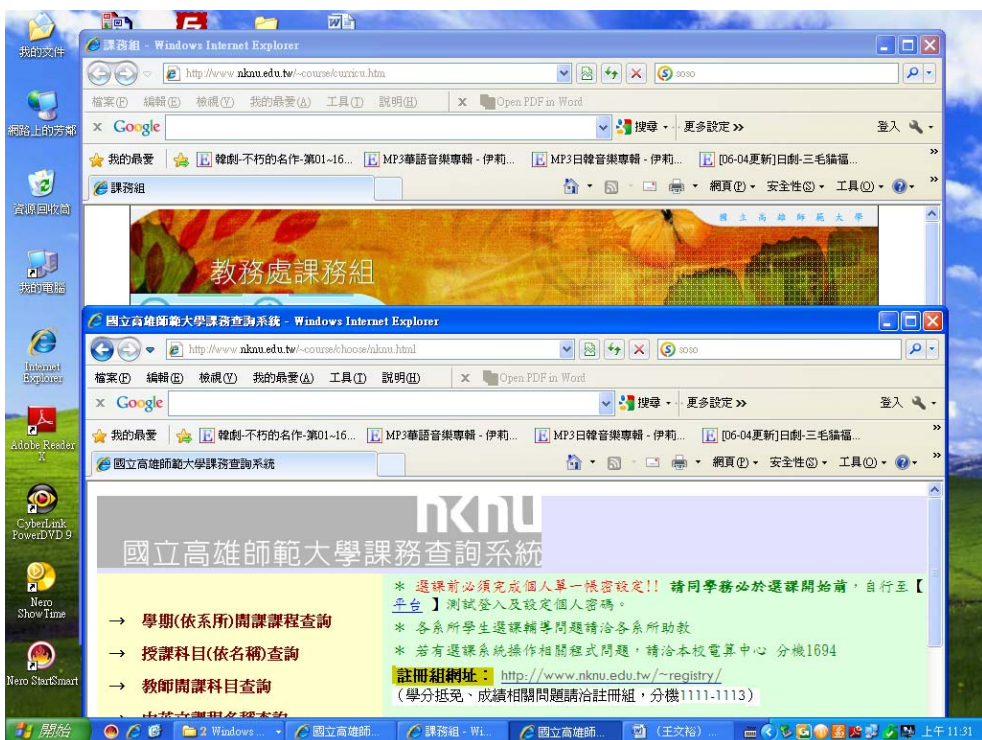 我的文件
網路上的芳鄰
資源回收筒
我的電腦
Internet
Explorer
Adobe Reader
X
CyberLink
PowerDVD 9
Nero
ShowTime
Nero StartSmart
課務組 - Windows Internet Explorer
http://www.nknu.edu.tw/~course/curricu.htm
soso
檔案(F) 編輯(E) 檢視(V) 我的最愛(A) 工具(T) 說明(H) x Open PDF in Word
x Google 搜尋 更多設定 » 登入
我的最愛 韓劇-不朽的名作-第01~16... MP3華語音樂專輯 - 伊莉... MP3日韓音樂專輯 - 伊莉... [06-04更新]日劇-三毛貓福... »
課務組 網頁(P) 安全性(S) 工具(O) »
國立高雄師範大學
教務處課務組
國立高雄師範大學課務查詢系統 - Windows Internet Explorer
http://www.nknu.edu.tw/~course/choose/nknu.html
soso
檔案(F) 編輯(E) 檢視(V) 我的最愛(A) 工具(T) 說明(H) x Open PDF in Word
x Google 搜尋 更多設定 » 登入
我的最愛 韓劇-不朽的名作-第01~16... MP3華語音樂專輯 - 伊莉... MP3日韓音樂專輯 - 伊莉... [06-04更新]日劇-三毛貓福... »
國立高雄師範大學課務查詢系統 網頁(P) 安全性(S) 工具(O) »
nknu
國立高雄師範大學課務查詢系統
→ 學期(依系所)開課課程查詢
→ 授課科目(依名稱)查詢
→ 教師開課科目查詢
* 選課前必須完成個人單一帳密設定!! 請同學務必於選課開始前，自行至【
平台 】測試登入及設定個人密碼。
* 各系所學生選課輔導問題請洽各系所助教
* 若有選課系統操作相關程式問題，請洽本校電算中心 分機1694
註冊組網址： http://www.nknu.edu.tw/~registry/
（學分抵免、成績相關問題請洽註冊組，分機1111-1113）
開始 2 Windows ... 國立高雄師... 課務組 - Wi... 國立高雄師... (王文裕) ... 上午 11:31